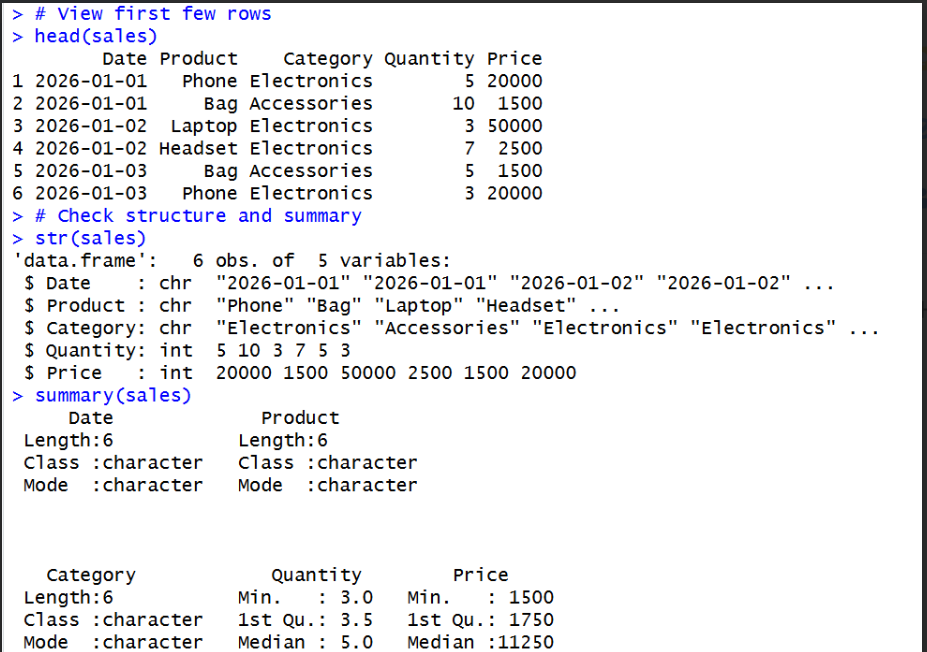 > # View first few rows
> head(sales)
        Date Product    Category Quantity Price
1 2026-01-01   Phone Electronics        5 20000
2 2026-01-01     Bag Accessories       10  1500
3 2026-01-02  Laptop Electronics        3 50000
4 2026-01-02 Headset Electronics        7  2500
5 2026-01-03     Bag Accessories        5  1500
6 2026-01-03   Phone Electronics        3 20000
> # Check structure and summary
> str(sales)
'data.frame':   6 obs. of  5 variables:
 $ Date    : chr  "2026-01-01" "2026-01-01" "2026-01-02" "2026-01-02" ...
 $ Product : chr  "Phone" "Bag" "Laptop" "Headset" ...
 $ Category: chr  "Electronics" "Accessories" "Electronics" "Electronics" ...
 $ Quantity: int  5 10 3 7 5 3
 $ Price   : int  20000 1500 50000 2500 1500 20000
> summary(sales)
     Date             Product
 Length:6           Length:6
 Class :character   Class :character
 Mode  :character   Mode  :character
   Category            Quantity        Price
 Length:6           Min.   : 3.0   Min.   : 1500
 Class :character   1st Qu.: 3.5   1st Qu.: 1750
 Mode  :character   Median : 5.0   Median :11250